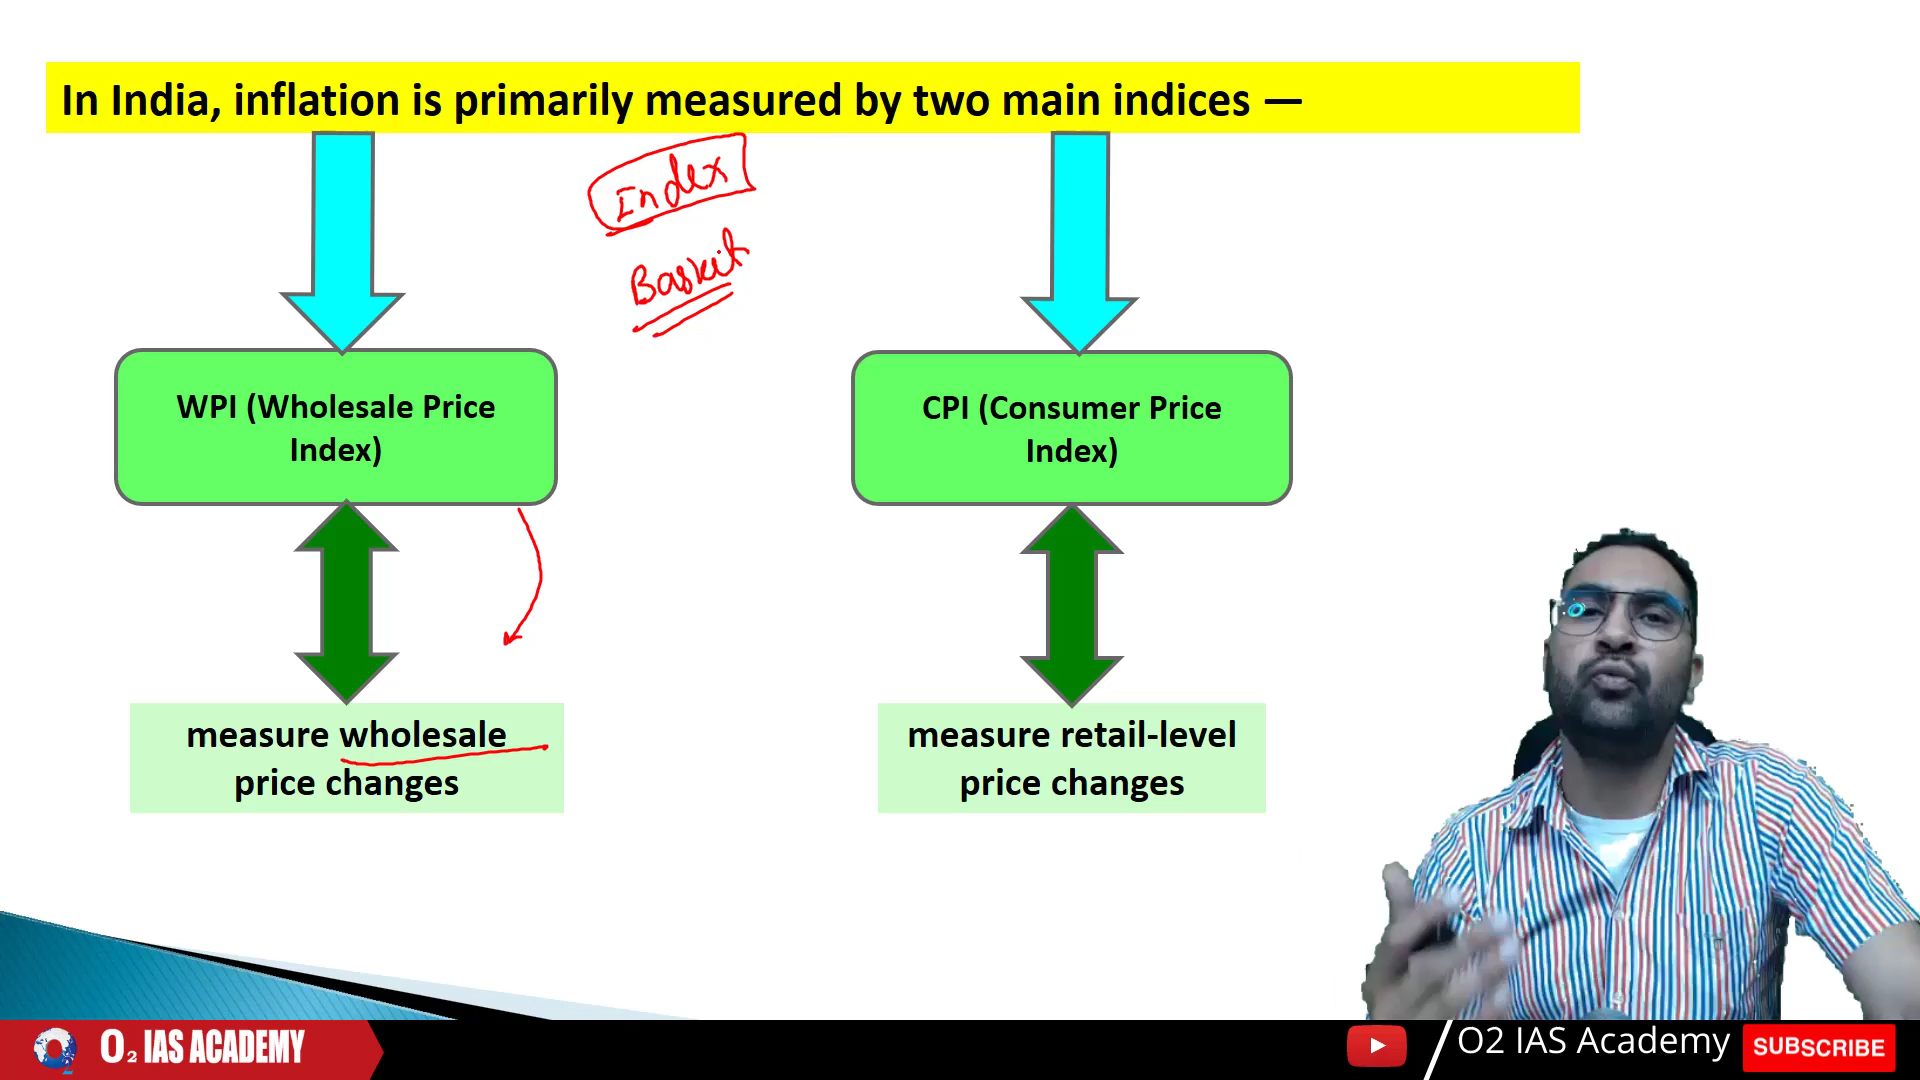 In India, inflation is primarily measured by two main indices —
Index
Basket
WPI (Wholesale Price
Index)
CPI (Consumer Price
Index)
measure wholesale
price changes
measure retail-level
price changes
O2 IAS ACADEMY
O2 IAS Academy
SUBSCRIBE